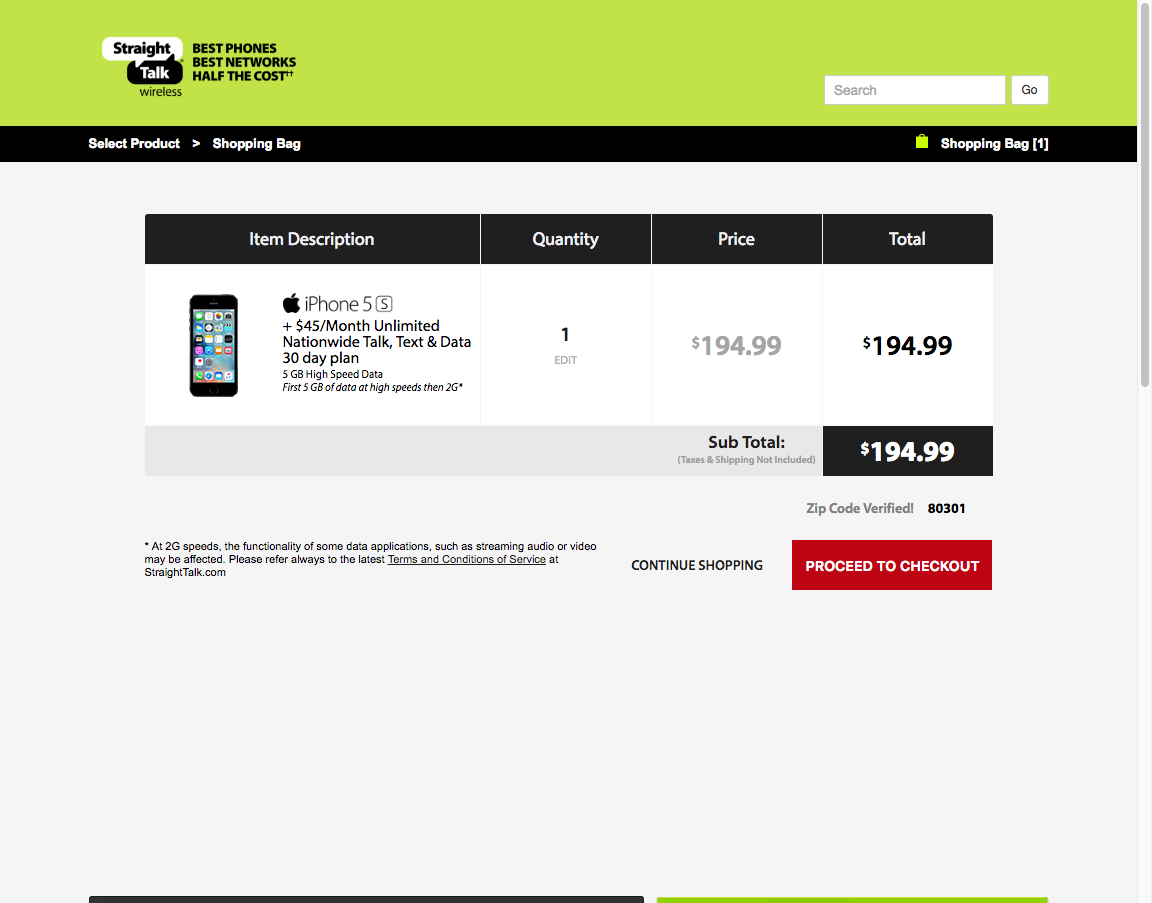 Straight
Talk
wireless
BEST PHONES
BEST NETWORKS
HALF THE COST††
Search
Go
Select Product > Shopping Bag
Shopping Bag [1]
Item Description
Quantity
Price
Total
iPhone 5 S
+ $45/Month Unlimited
Nationwide Talk, Text & Data
30 day plan
5 GB High Speed Data
First 5 GB of data at high speeds then 2G*
1
EDIT
$194.99
$194.99
Sub Total:
(Taxes & Shipping Not Included)
$194.99
Zip Code Verified! 80301
* At 2G speeds, the functionality of some data applications, such as streaming audio or video
may be affected. Please refer always to the latest Terms and Conditions of Service at
StraightTalk.com
CONTINUE SHOPPING
PROCEED TO CHECKOUT